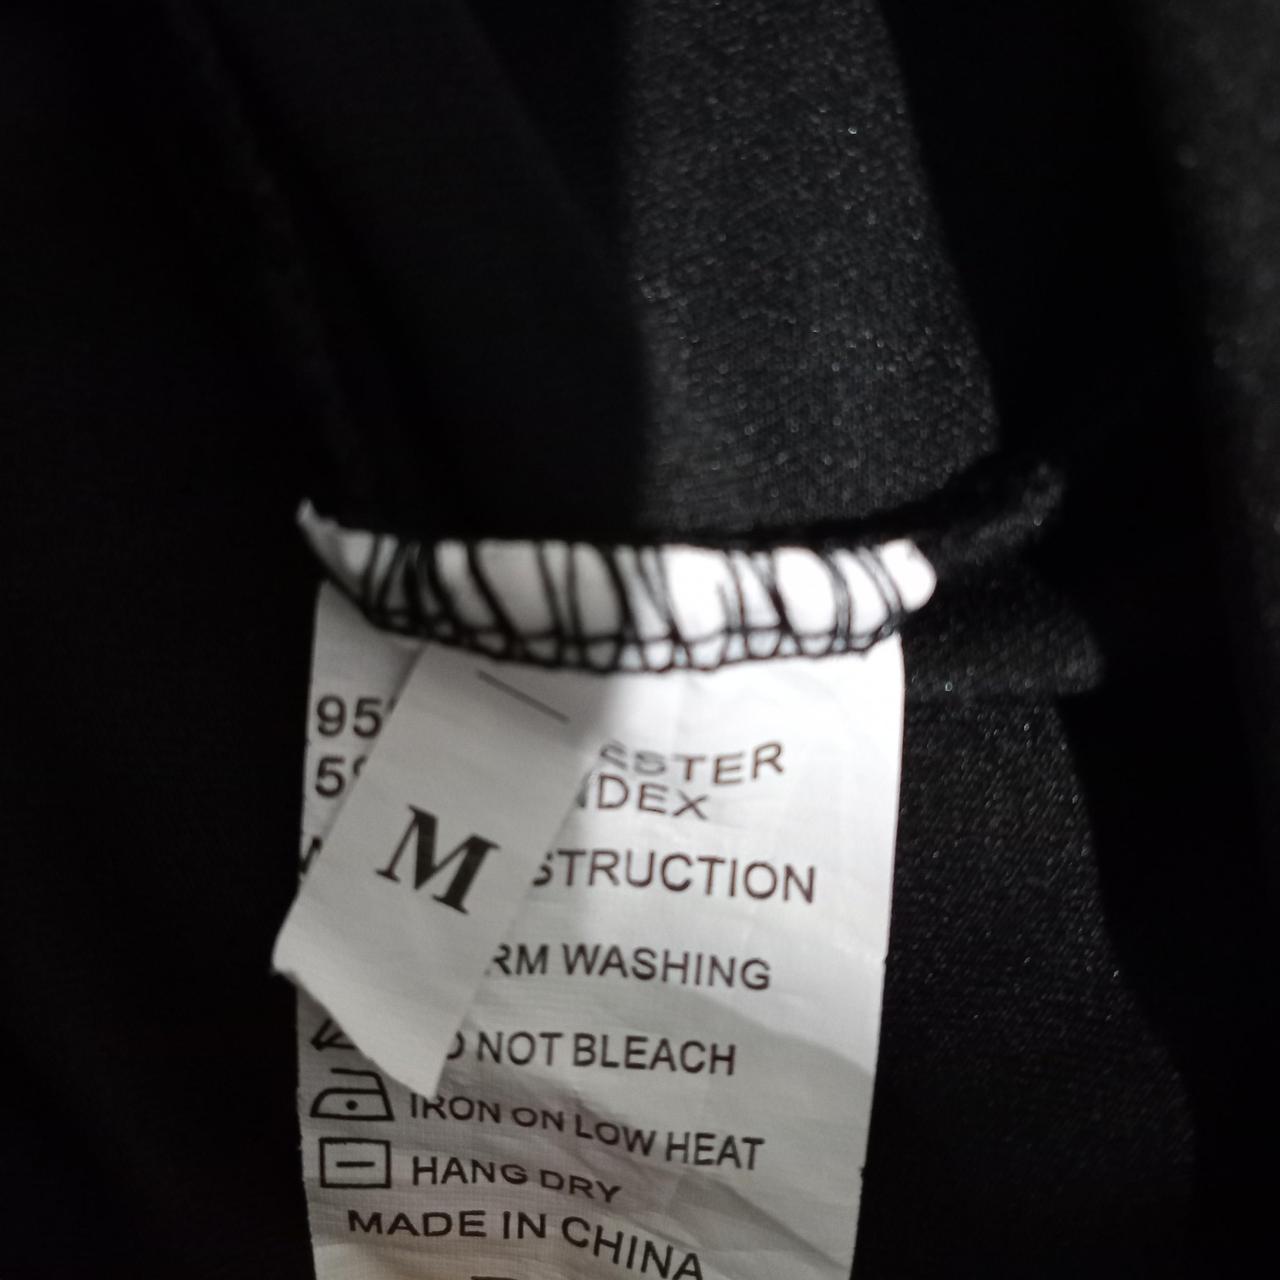 95
5%
M
ESTER
NDEX
STRUCTION
RM WASHING
O NOT BLEACH
IRON ON LOW HEAT
HANG DRY
MADE IN CHINA